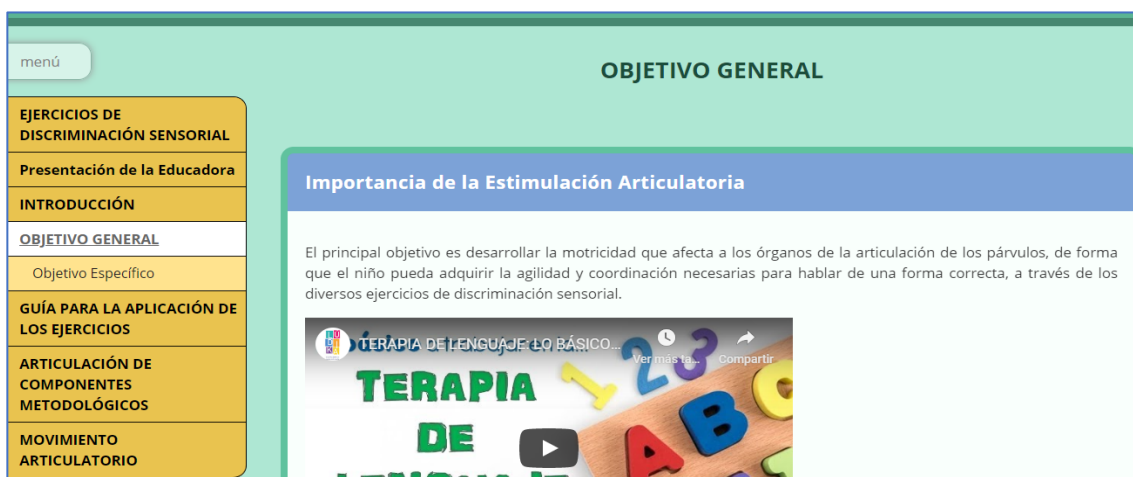 menú
OBJETIVO GENERAL
EJERCICIOS DE
DISCRIMINACIÓN SENSORIAL
Presentación de la Educadora
INTRODUCCIÓN
OBJETIVO GENERAL
Objetivo Específico
GUÍA PARA LA APLICACIÓN DE
LOS EJERCICIOS
ARTICULACIÓN DE
COMPONENTES
METODOLÓGICOS
MOVIMIENTO
ARTICULATORIO
Importancia de la Estimulación Articulatoria
El principal objetivo es desarrollar la motricidad que afecta a los órganos de la articulación de los párvulos, de forma
que el niño pueda adquirir la agilidad y coordinación necesarias para hablar de una forma correcta, a través de los
diversos ejercicios de discriminación sensorial.
TERAPIA DE LENGUAJE: LO BÁSICO...
Ver más ta...
Compartir
TERAPIA
DE
1 2 3
A B C